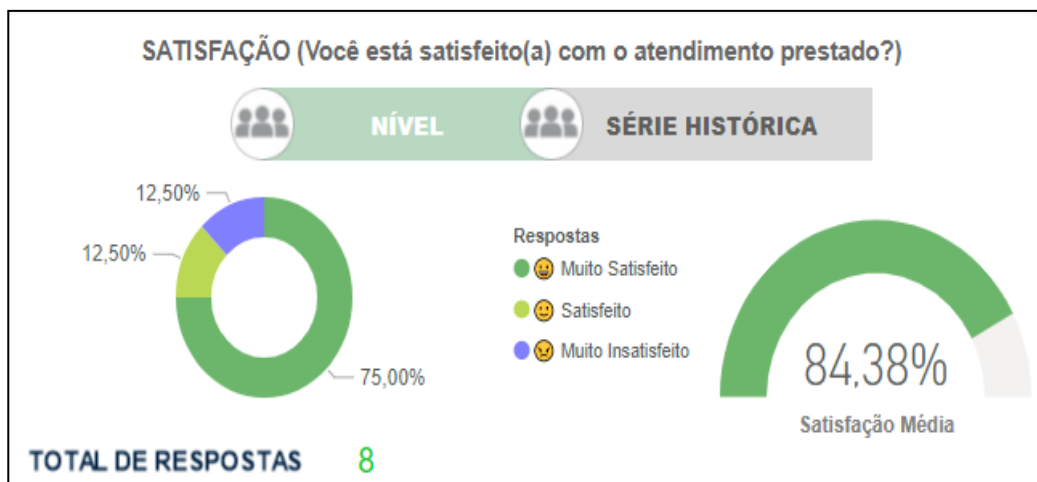 SATISFAÇÃO (Você está satisfeito(a) com o atendimento prestado?)
NÍVEL
SÉRIE HISTÓRICA
12,50%
12,50%
75,00%
Respostas
Muito Satisfeito
Satisfeito
Muito Insatisfeito
84,38%
Satisfação Média
TOTAL DE RESPOSTAS 8